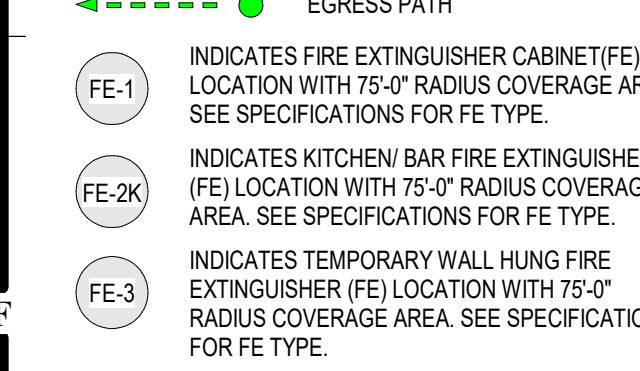 EGRESS PATH
FE-1
INDICATES FIRE EXTINGUISHER CABINET(FE)
LOCATION WITH 75'-0" RADIUS COVERAGE
SEE SPECIFICATIONS FOR FE TYPE.
FE-2K
INDICATES KITCHEN/ BAR FIRE
(FE) LOCATION WITH 75'-0" RADIUS
AREA. SEE SPECIFICATIONS FOR FE TYPE.
FE-3
INDICATES TEMPORARY WALL HUNG FIRE
EXTINGUISHER (FE) LOCATION WITH 75'-0"
RADIUS COVERAGE AREA. SEE
FOR FE TYPE.